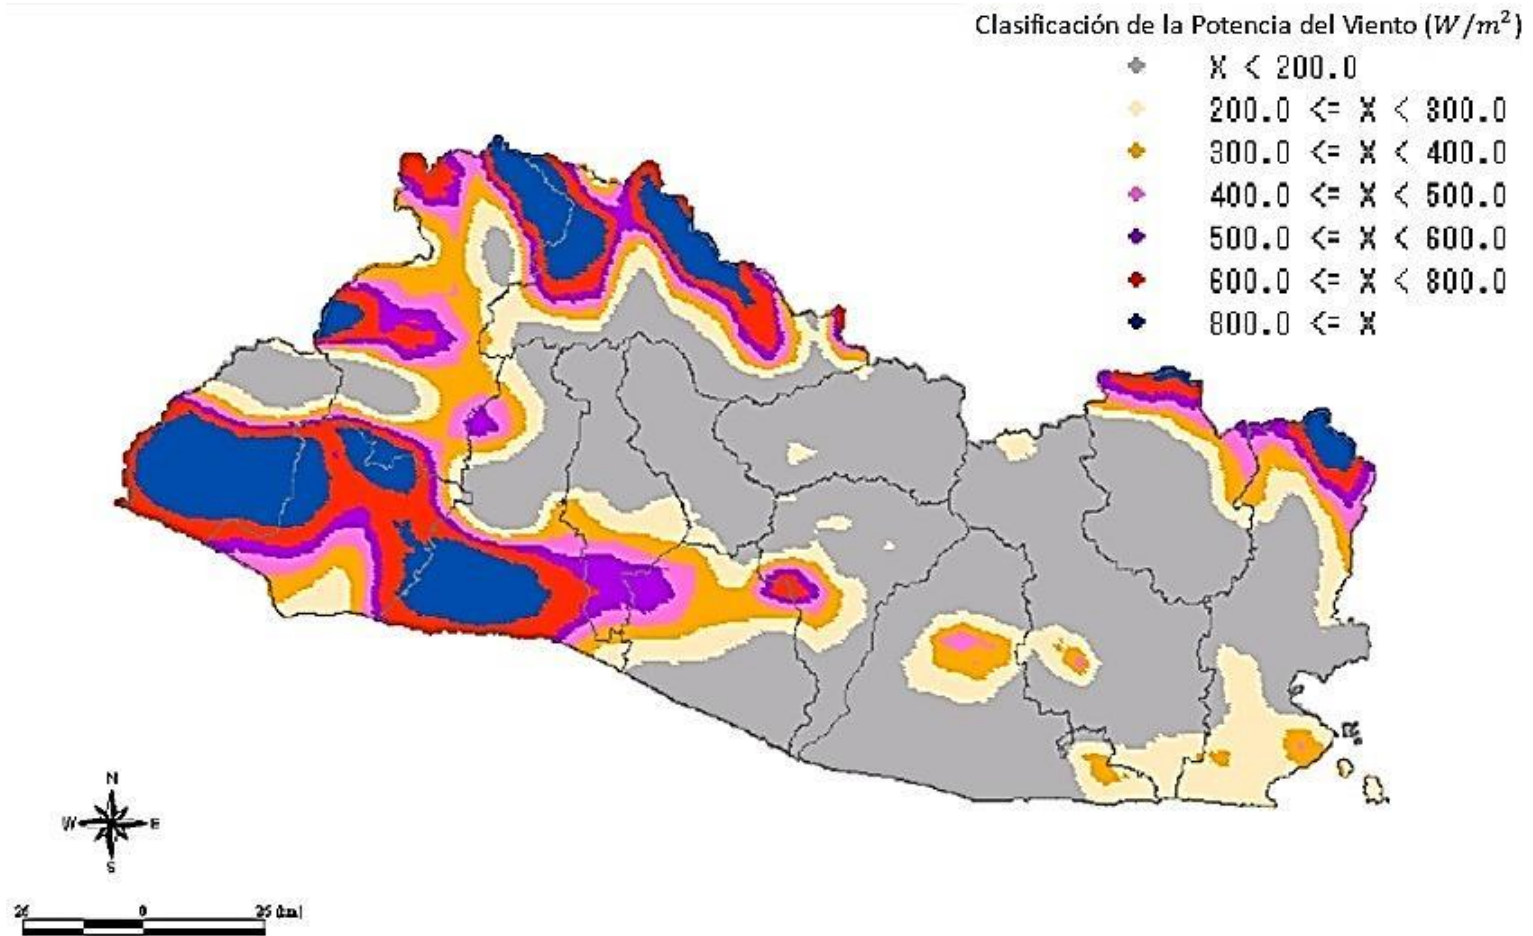 Clasificación de la Potencia del Viento (W/m²)
X < 200.0
200.0 <= X < 300.0
300.0 <= X < 400.0
400.0 <= X < 500.0
500.0 <= X < 600.0
600.0 <= X < 800.0
800.0 <= X
N
W E
S
25 0 25 (km)